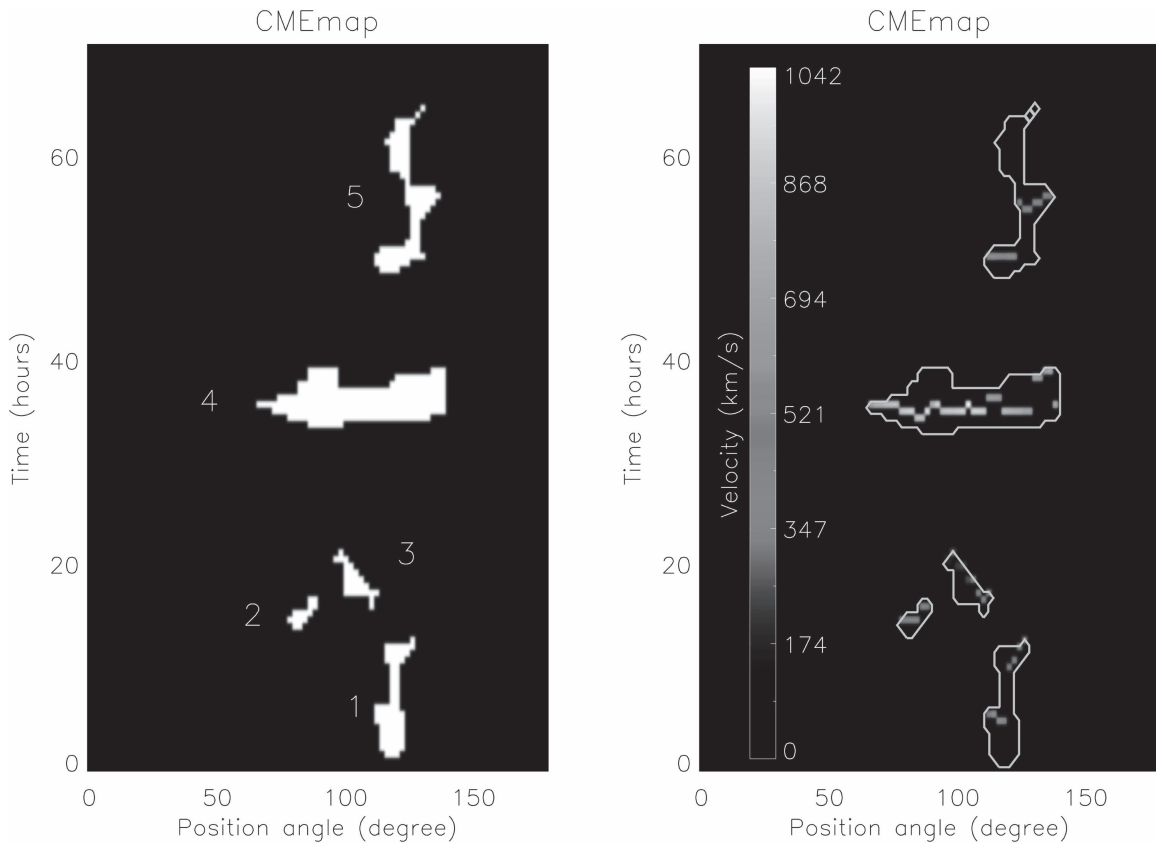 CMEmap
60
40
20
0
Time (hours)
5
4
3
2
1
0 50 100 150
Position angle (degree)
CMEmap
60
40
20
0
Time (hours)
1042
868
694
521
347
174
0
Velocity (km/s)
0 50 100 150
Position angle (degree)